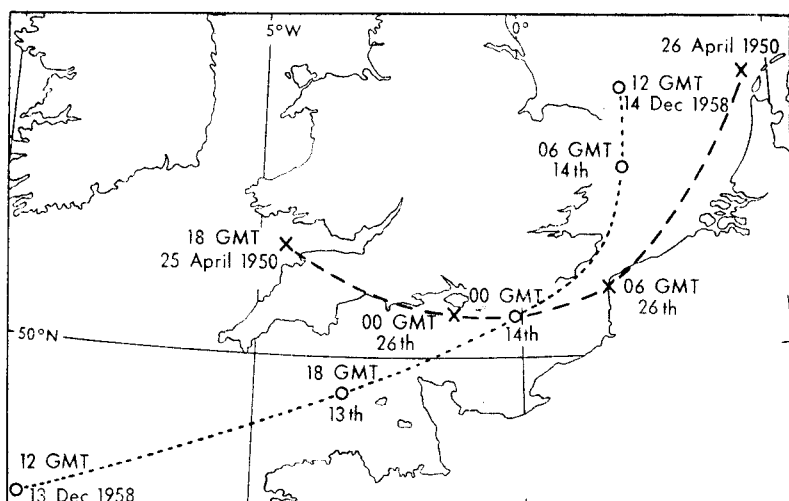 5°W
0°
26 April 1950
12 GMT
14 Dec 1958
06 GMT
14th
18 GMT
25 April 1950
00 GMT
26th
00 GMT
14th
06 GMT
26th
50°N
18 GMT
13th
12 GMT
13 Dec 1958